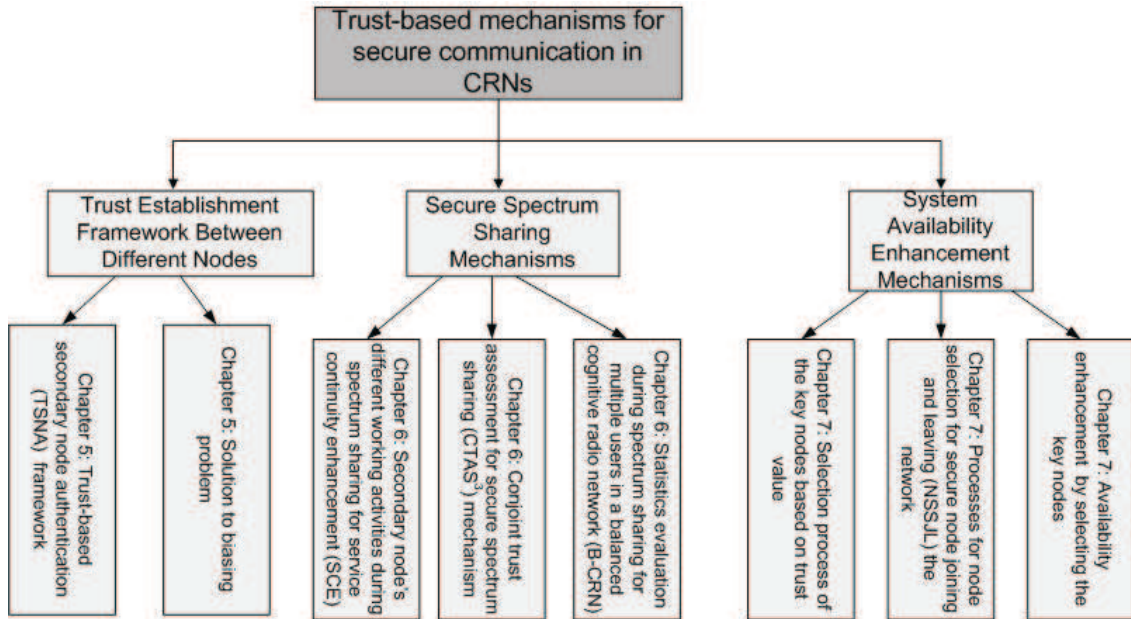 Trust-based mechanisms for
secure communication in
CRNs
Trust Establishment
Framework Between
Different Nodes
Secure Spectrum
Sharing
Mechanisms
System
Availability
Enhancement
Mechanisms
Chapter 5: Trust-based
secondary node authentication
(TSNA) framework
Chapter 5: Solution to biasing
problem
Chapter 6: Secondary node's
different working activities during
spectrum sharing for service
continuity enhancement (SCE)
Chapter 6: Conjoint trust
assessment for secure spectrum
sharing (CTAS³) mechanism
Chapter 6: Statistics evaluation
during spectrum sharing for
multiple users in a balanced
cognitive radio network (B-CRN)
Chapter 7: Selection process of
the key nodes based on trust
value
Chapter 7: Processes for node
selection for secure node joining
and leaving (NSSJL) the
network
Chapter 7: Availability
enhancement by selecting the
key nodes